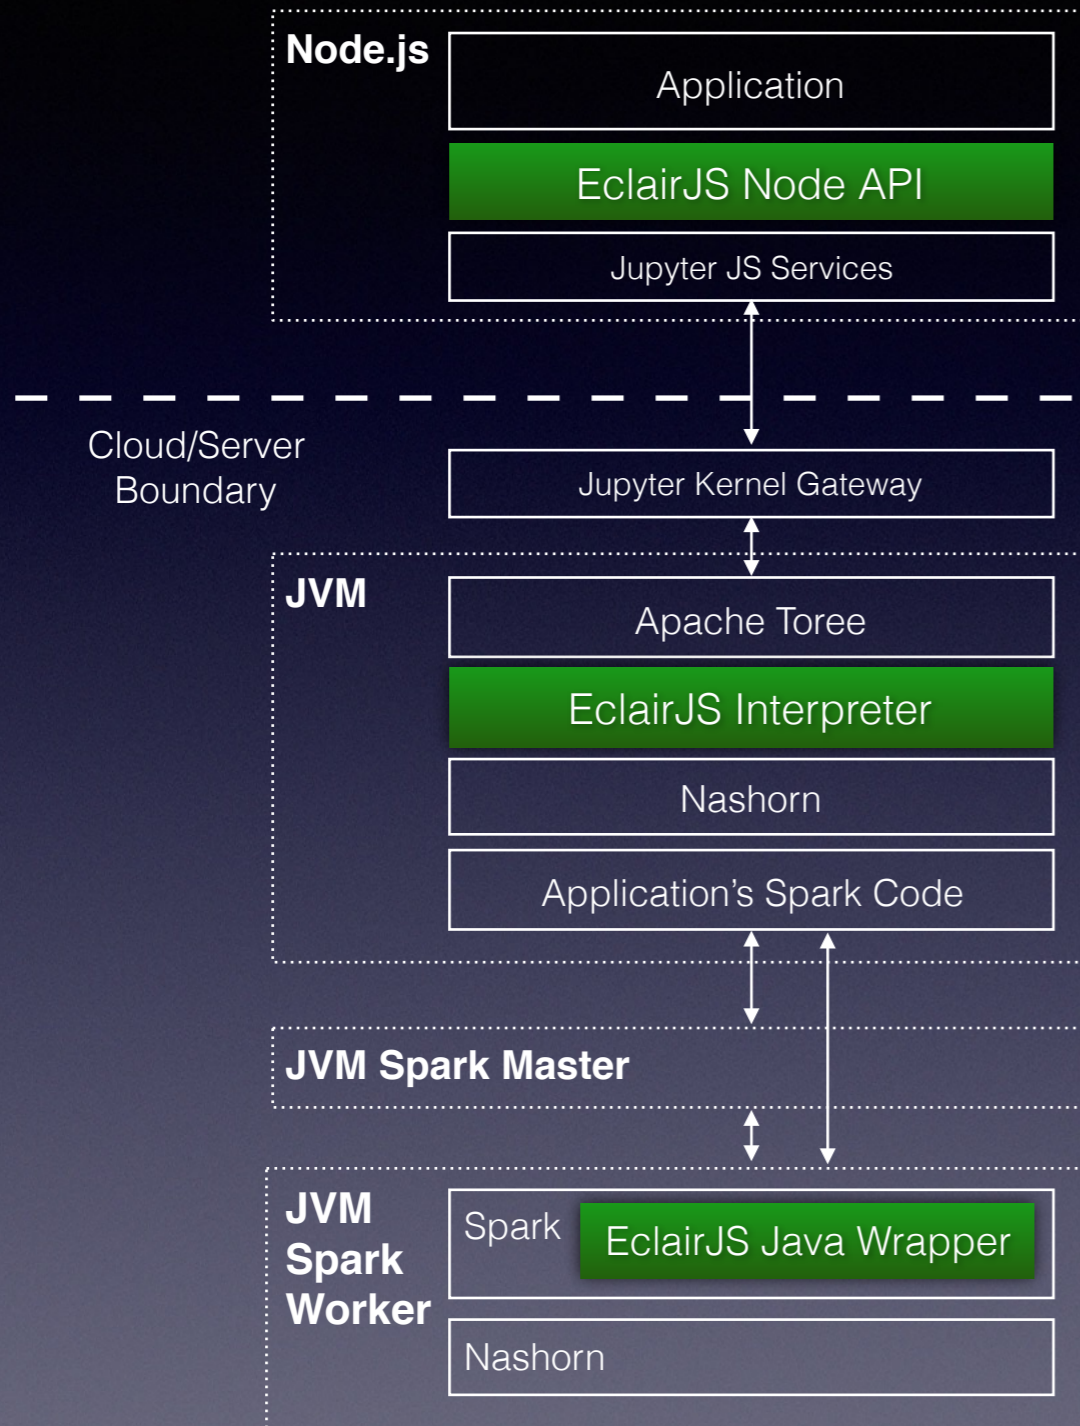 Node.js
Application
EclairJS Node API
Jupyter JS Services
Cloud/Server
Boundary
Jupyter Kernel Gateway
JVM
Apache Toree
EclairJS Interpreter
Nashorn
Application’s Spark Code
JVM Spark Master
JVM
Spark
Worker
Spark
EclairJS Java Wrapper
Nashorn